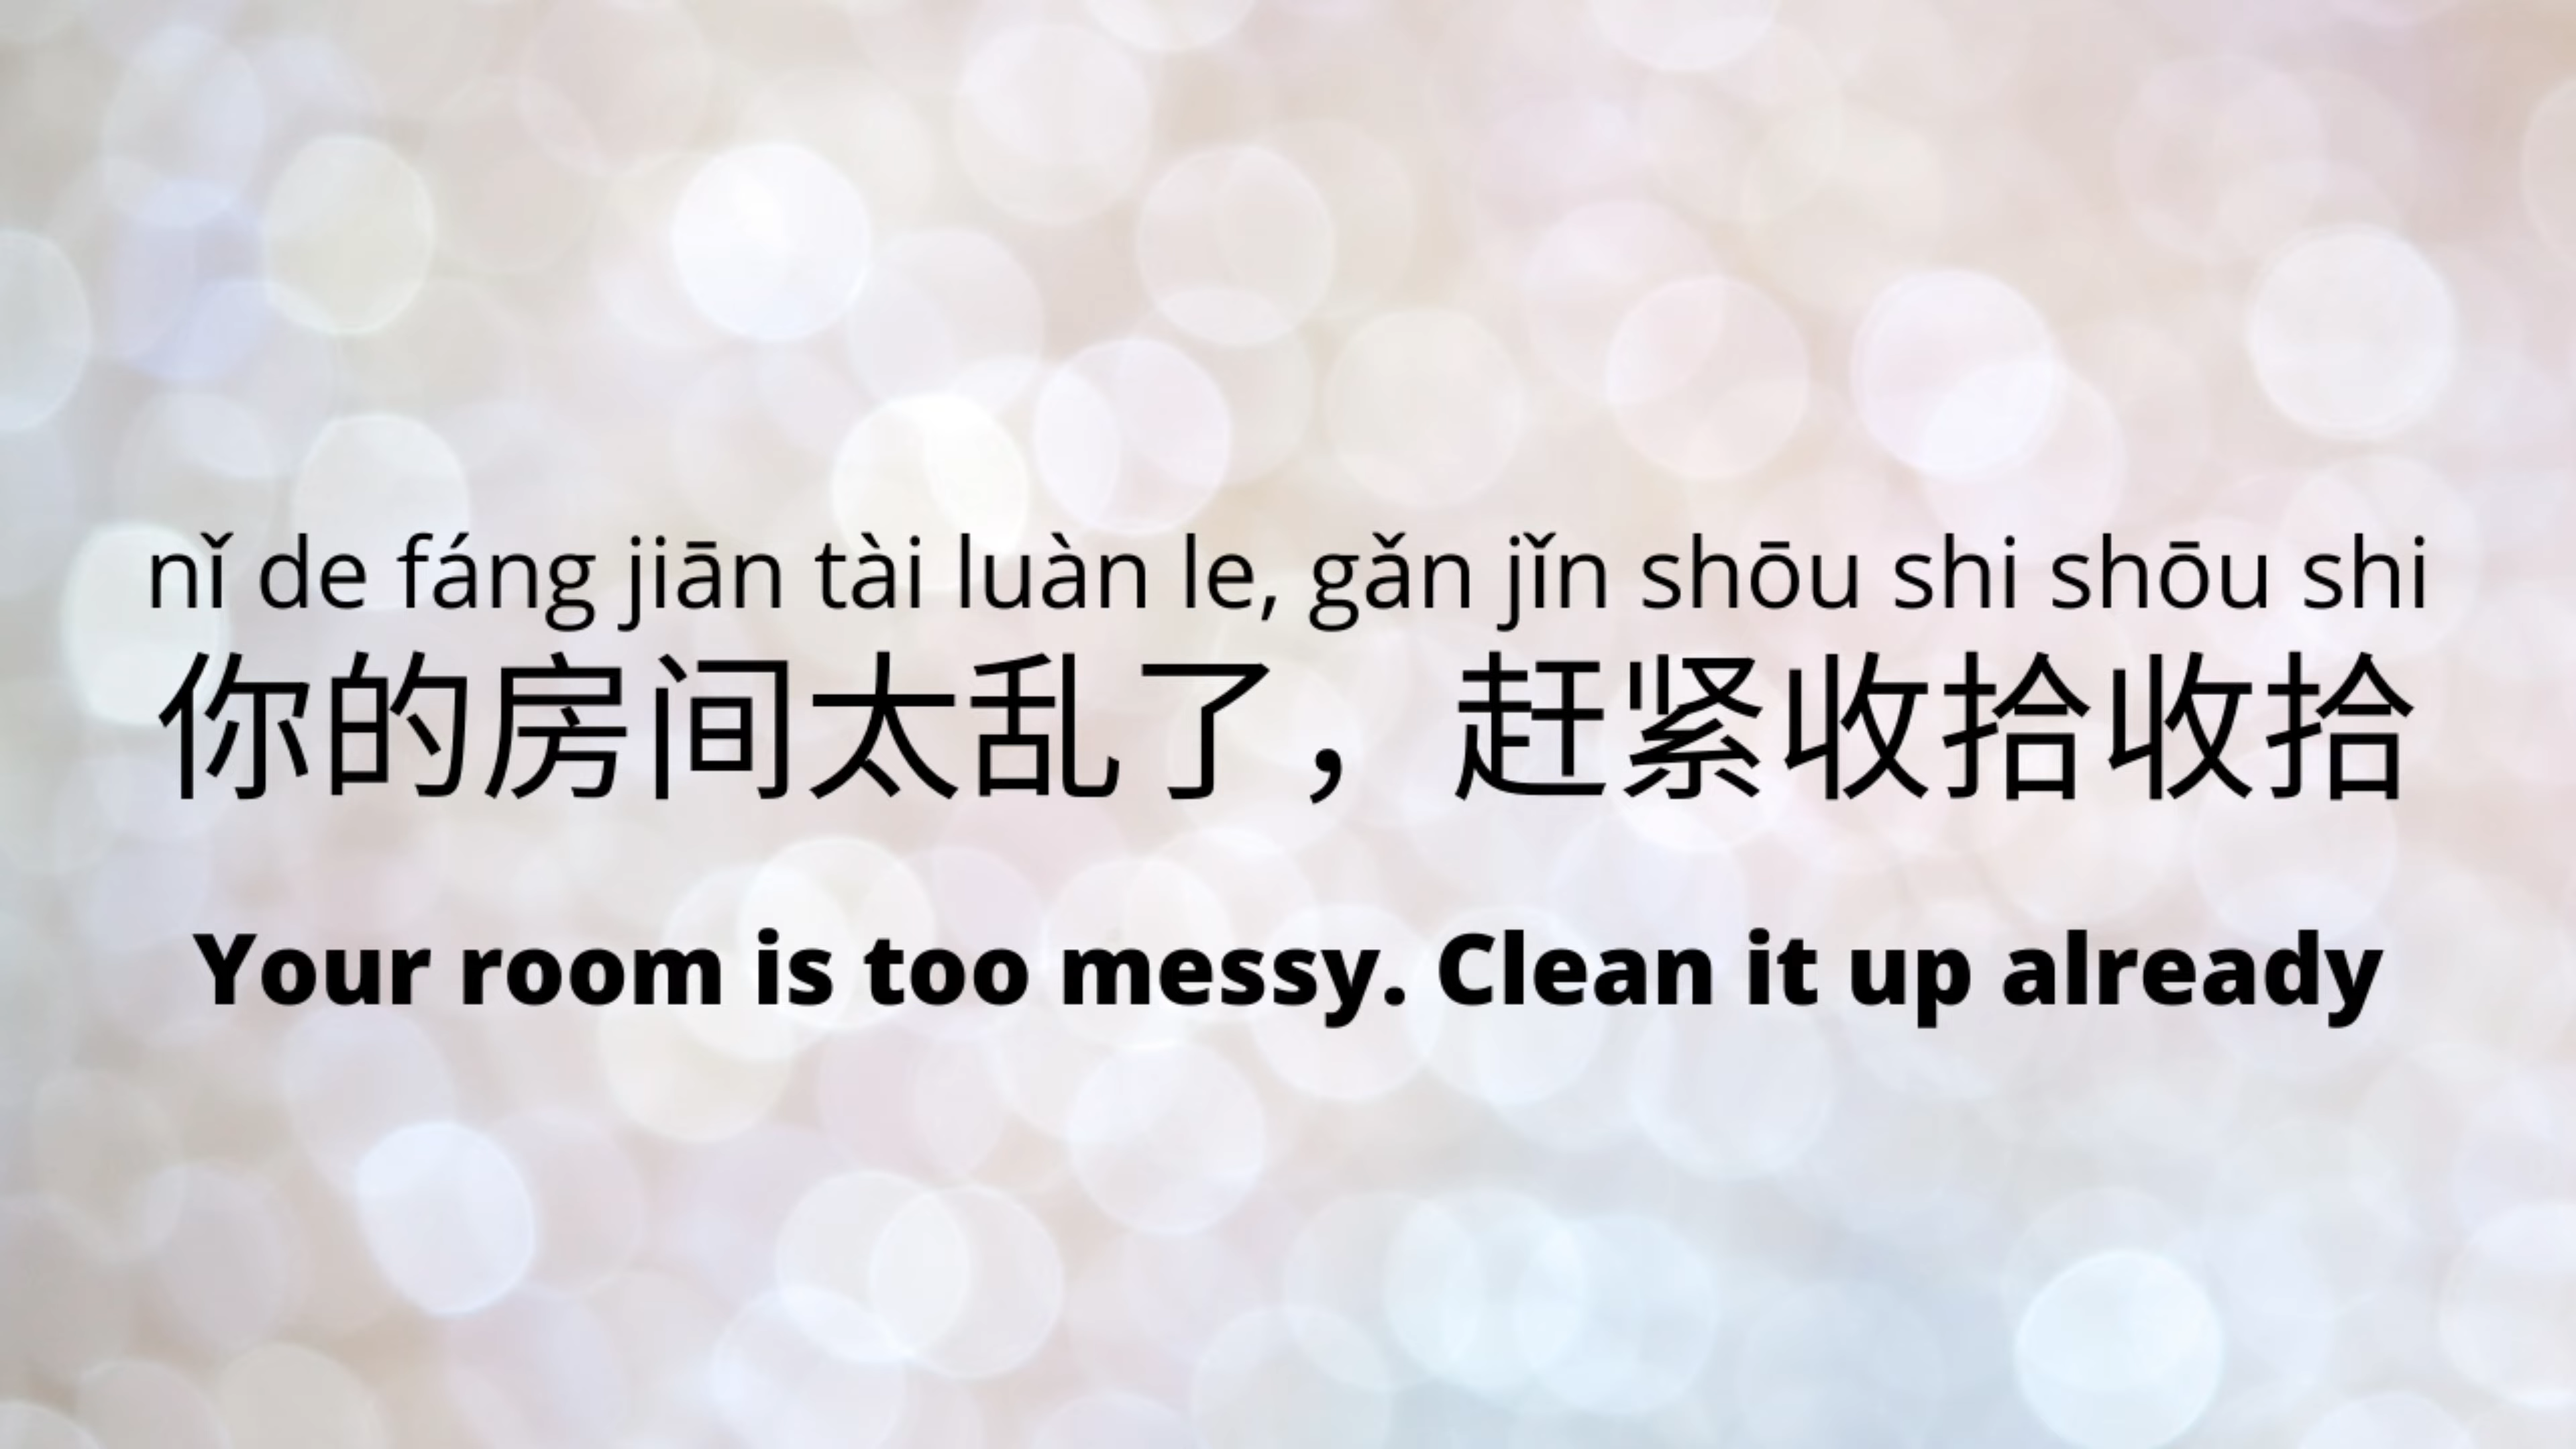 nǐ de fáng jiān tài luàn le, gǎn jǐn shōu shi shōu shi
你的房间太乱了，赶紧收拾收拾
Your room is too messy. Clean it up already